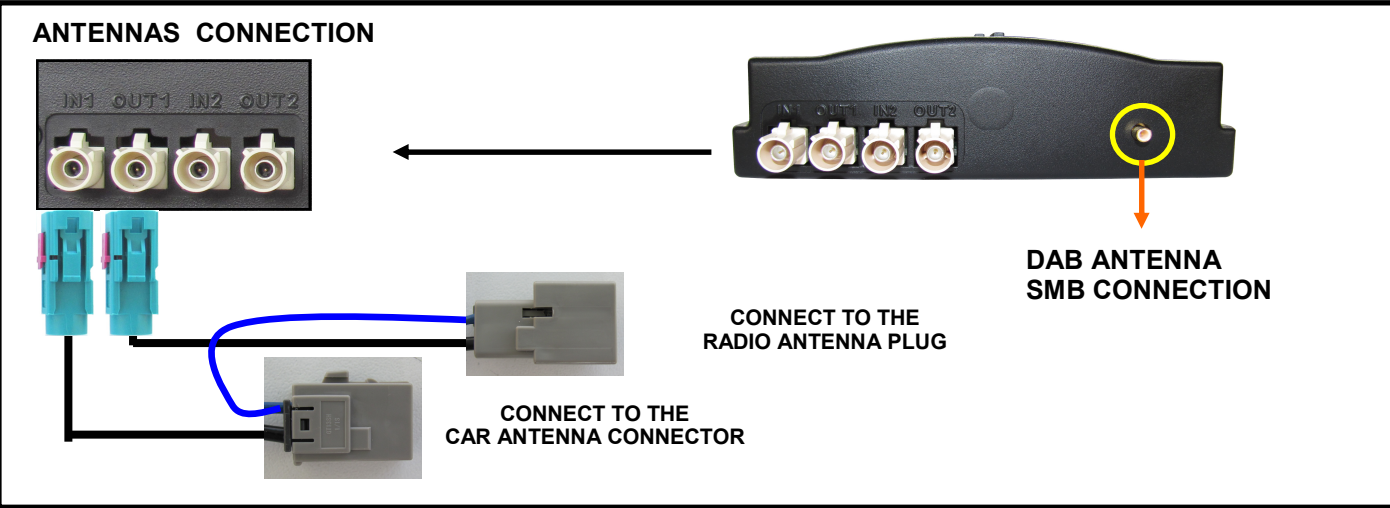 ANTENNAS CONNECTION
IN1 OUT1 IN2 OUT2
IN1 OUT1 IN2 OUT2
DAB ANTENNA
SMB CONNECTION
CONNECT TO THE
RADIO ANTENNA PLUG
CONNECT TO THE
CAR ANTENNA CONNECTOR